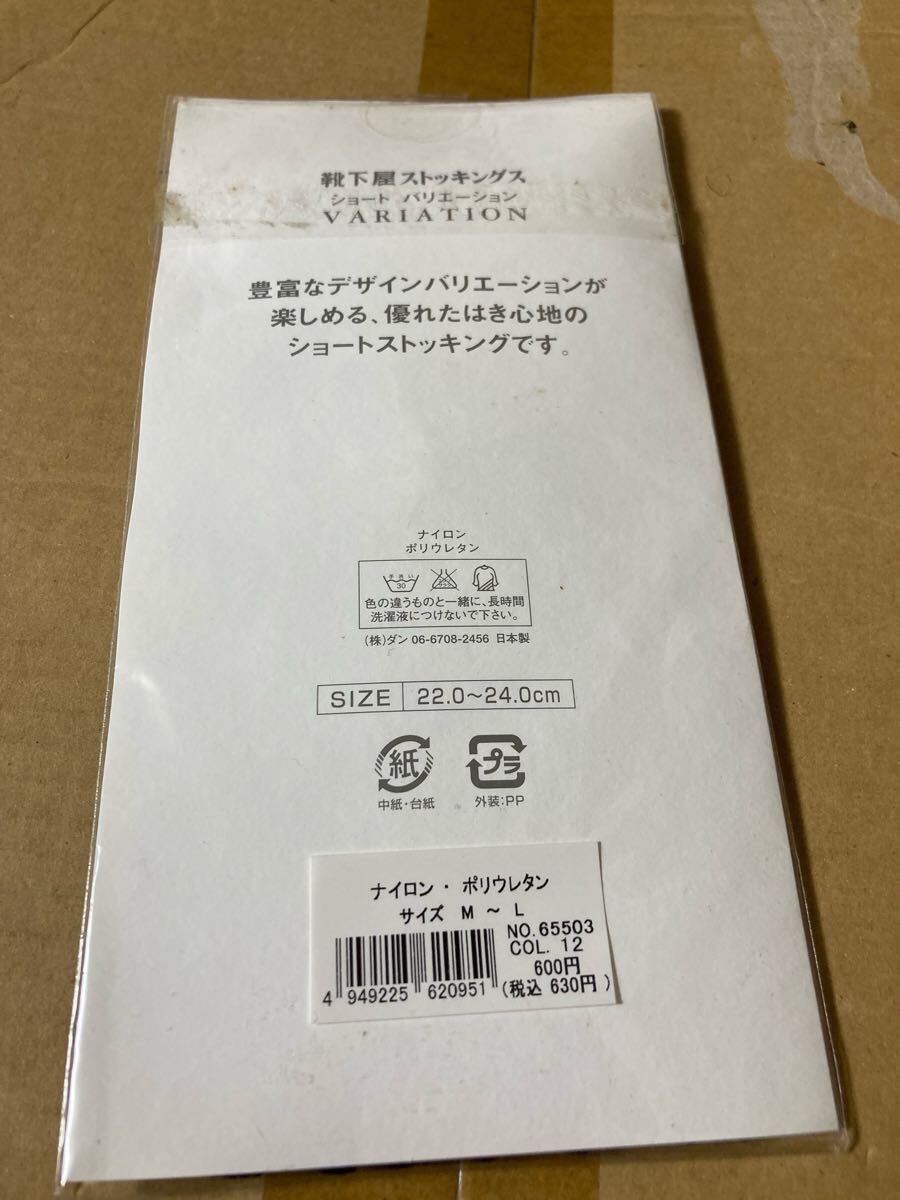 靴下屋ストッキングス
ショート バリエーション
VARIATION
豊富なデザインバリエーションが
楽しめる、優れたはき心地の
ショートストッキングです。
ナイロン
ポリウレタン
手洗い
30
色の違うものと一緒に、長時間
洗濯液につけないで下さい。
(株)ダン 06-6708-2456 日本製
SIZE 22.0〜24.0cm
紙 プラ
中紙・台紙 外装:PP
ナイロン ・ ポリウレタン
サイズ M 〜 L
NO.65503
COL. 12
600円
(税込 630円)
4 949225 620951